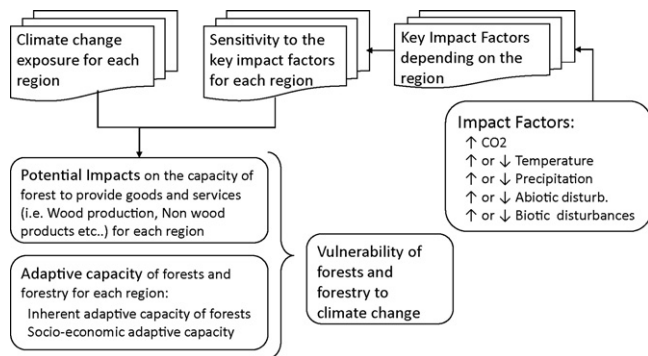 Climate change
exposure for each
region
Sensitivity to the
key impact factors
for each region
Key Impact Factors
depending on the
region
Impact Factors:
↑ CO2
↑ or ↓ Temperature
↑ or ↓ Precipitation
↑ or ↓ Abiotic disturb.
↑ or ↓ Biotic disturbances
Potential Impacts on the capacity of
forest to provide goods and services
(i.e. Wood production, Non wood
products etc..) for each region
Adaptive capacity of forests and
forestry for each region:
Inherent adaptive capacity of forests
Socio-economic adaptive capacity
Vulnerability of
forests and
forestry to
climate change